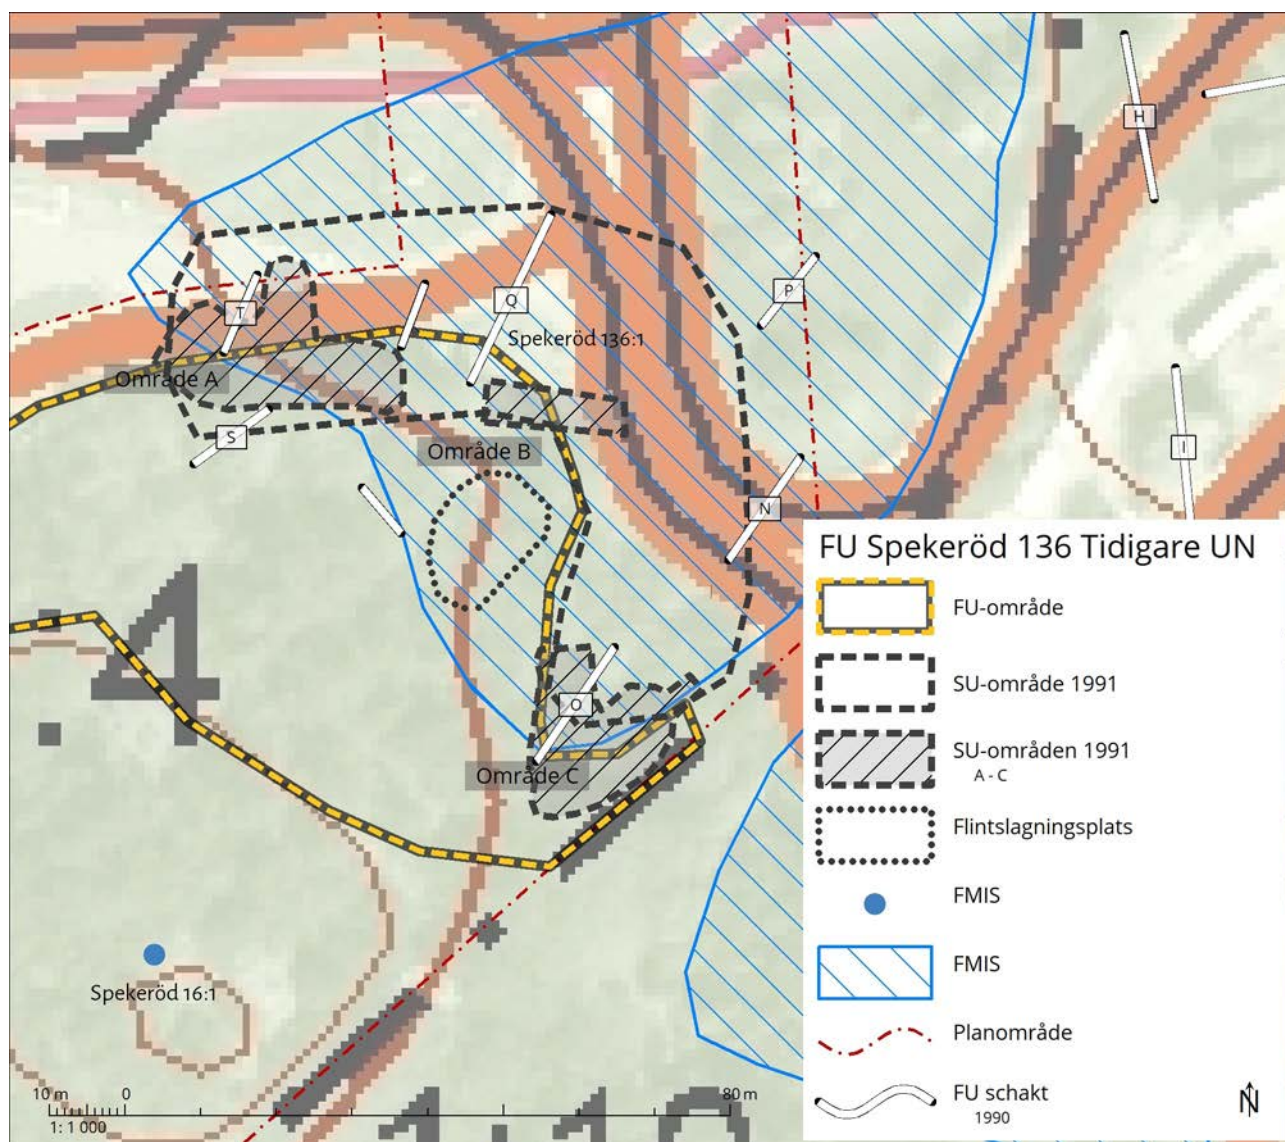 H
P
Q
T
Spekeröd 136:1
Område A
S
I
Område B
N
4
O
Område C
Spekeröd 16:1
10 m 0 80 m
1: 1 000
FU Spekeröd 136 Tidigare UN
FU-område
SU-område 1991
SU-områden 1991
A - C
Flintslagningsplats
FMIS
FMIS
Planområde
FU schakt
1990
N